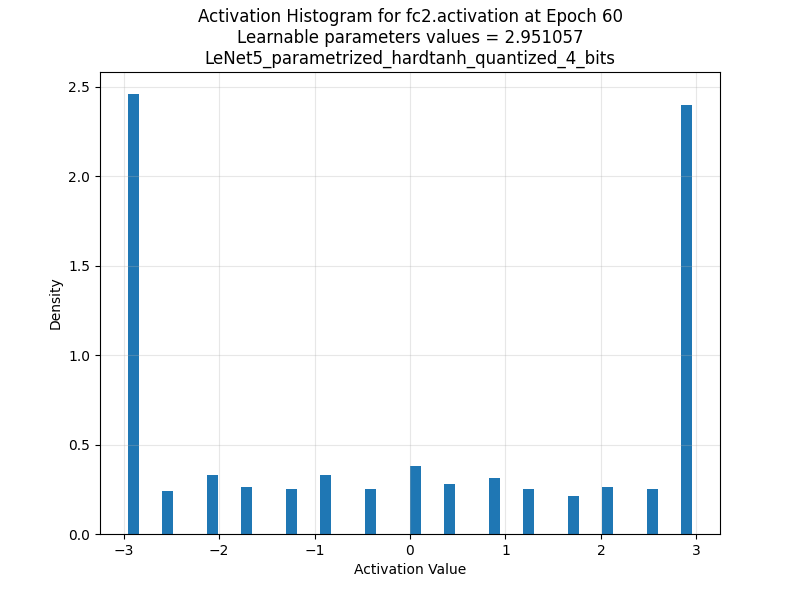 Activation Histogram for fc2.activation at Epoch 60
Learnable parameters values = 2.951057
LeNet5_parametrized_hardtanh_quantized_4_bits
2.5
2.0
1.5
1.0
0.5
0.0
Density
−3 −2 −1 0 1 2 3
Activation Value